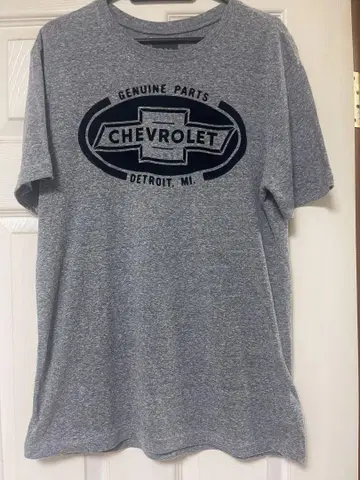 GENUINE PARTS
CHEVROLET
DETROIT, MI.